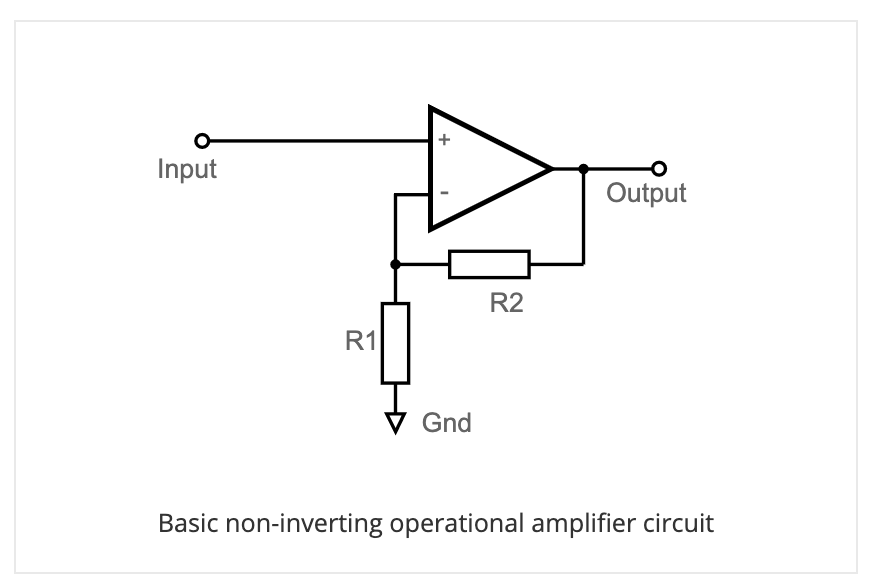 +
Input
-
Output
R2
R1
Gnd
Basic non-inverting operational amplifier circuit